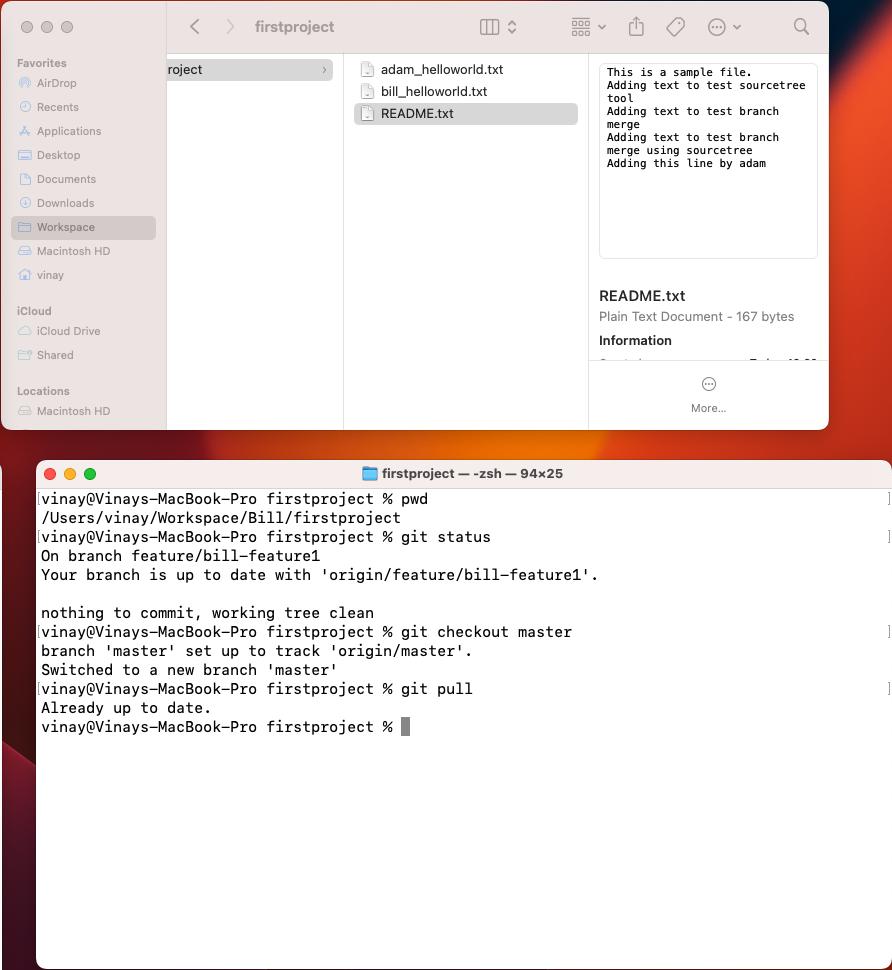 firstproject
Favorites
AirDrop
Recents
Applications
Desktop
Documents
Downloads
Workspace
Macintosh HD
vinay
iCloud
iCloud Drive
Shared
Locations
Macintosh HD
roject
adam_helloworld.txt
bill_helloworld.txt
README.txt
This is a sample file.
Adding text to test sourcetree
tool
Adding text to test branch
merge
Adding text to test branch
merge using sourcetree
Adding this line by adam
README.txt
Plain Text Document - 167 bytes
Information
More...
firstproject — -zsh — 94×25
[vinay@Vinays-MacBook-Pro firstproject % pwd ]
/Users/vinay/Workspace/Bill/firstproject
[vinay@Vinays-MacBook-Pro firstproject % git status ]
On branch feature/bill-feature1
Your branch is up to date with 'origin/feature/bill-feature1'.
nothing to commit, working tree clean
[vinay@Vinays-MacBook-Pro firstproject % git checkout master ]
branch 'master' set up to track 'origin/master'.
Switched to a new branch 'master'
[vinay@Vinays-MacBook-Pro firstproject % git pull ]
Already up to date.
vinay@Vinays-MacBook-Pro firstproject %